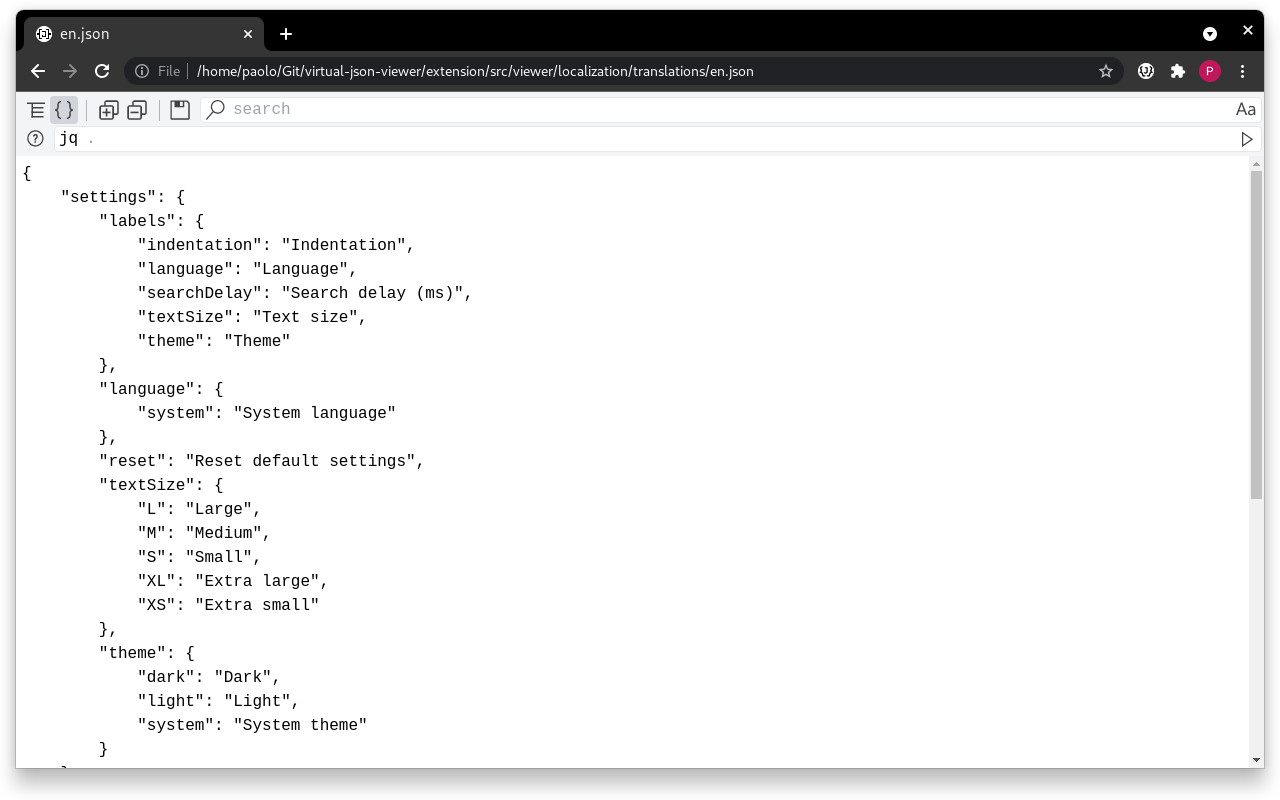 en.json
P
File /home/paolo/Git/virtual-json-viewer/extension/src/viewer/localization/translations/en.json
{} search Aa
? jq .
{
    "settings": {
        "labels": {
            "indentation": "Indentation",
            "language": "Language",
            "searchDelay": "Search delay (ms)",
            "textSize": "Text size",
            "theme": "Theme"
        },
        "language": {
            "system": "System language"
        },
        "reset": "Reset default settings",
        "textSize": {
            "L": "Large",
            "M": "Medium",
            "S": "Small",
            "XL": "Extra large",
            "XS": "Extra small"
        },
        "theme": {
            "dark": "Dark",
            "light": "Light",
            "system": "System theme"
        }